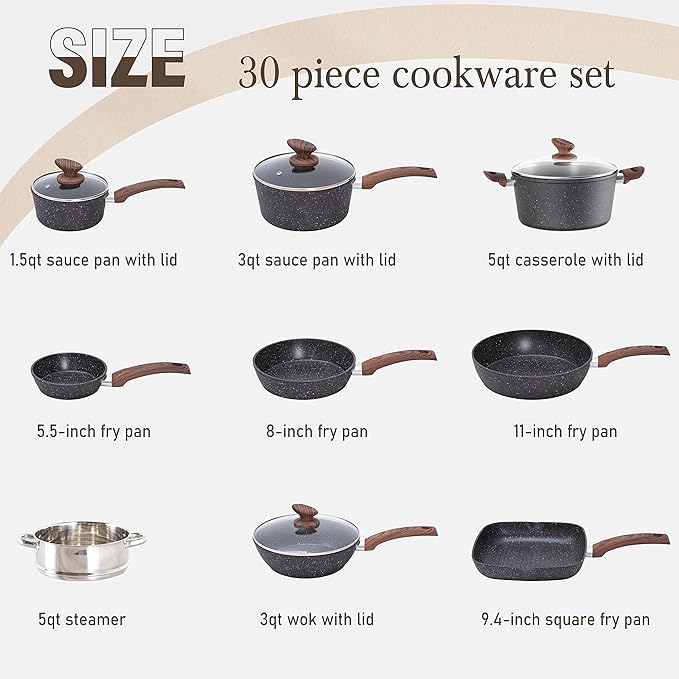 SIZE
30 piece cookware set
1.5qt sauce pan with lid
3qt sauce pan with lid
5qt casserole with lid
5.5-inch fry pan
8-inch fry pan
11-inch fry pan
5qt steamer
3qt wok with lid
9.4-inch square fry pan